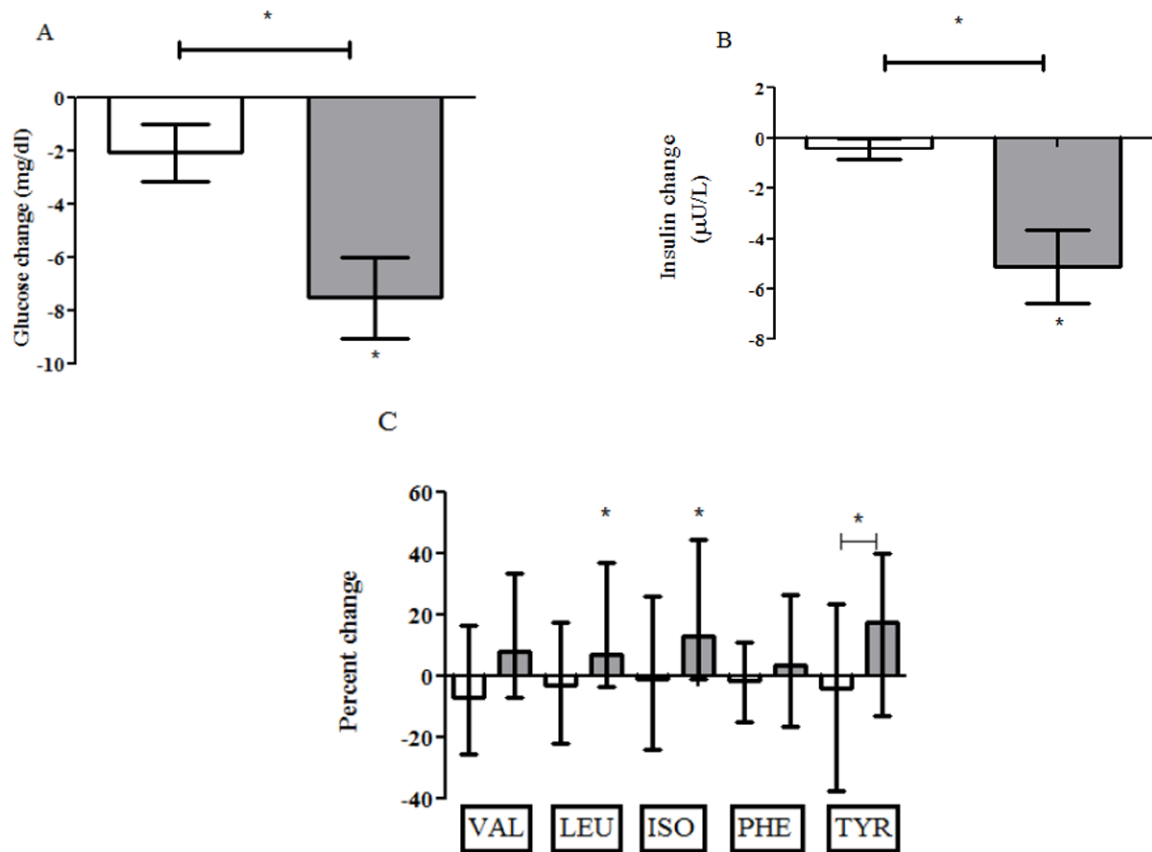 A
*
0
-2
-4
-6
-8
-10
Glucose change (mg/dl)
*
B
*
2
0
-2
-4
-6
-8
Insulin change
(µU/L)
*
C
60
40
20
0
-20
-40
Percent change
* * *
VAL LEU ISO PHE TYR